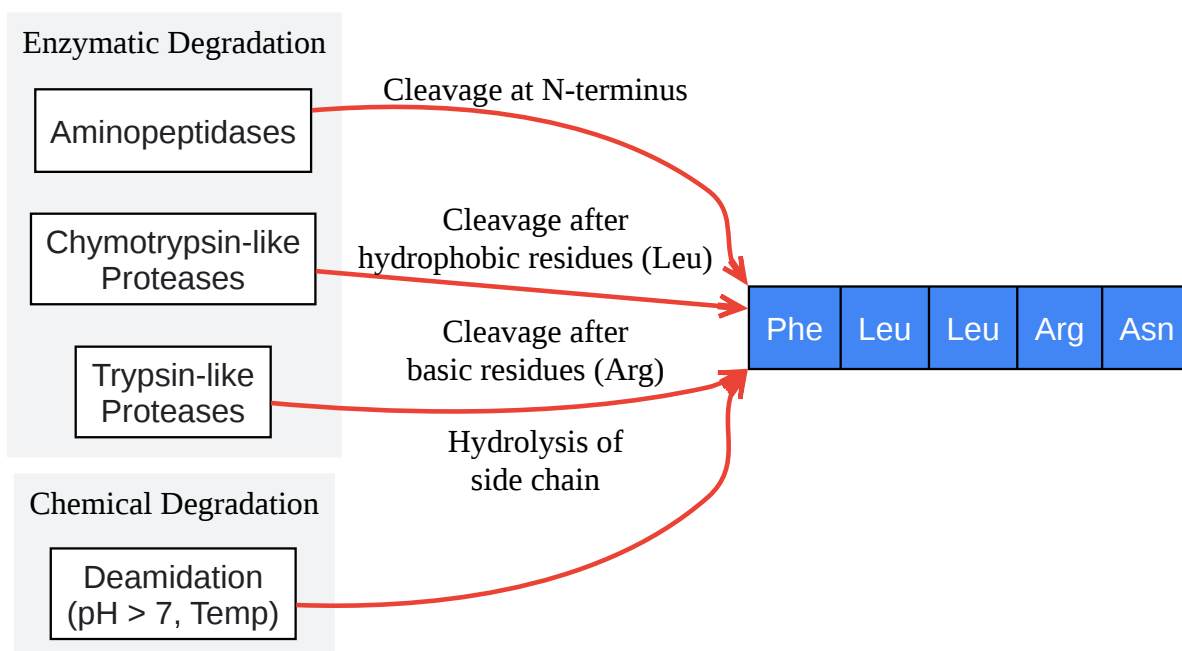 Enzymatic Degradation
Aminopeptidases
Cleavage at N-terminus
Chymotrypsin-like
Proteases
Cleavage after
hydrophobic residues (Leu)
Trypsin-like
Proteases
Cleavage after
basic residues (Arg)
Phe Leu Leu Arg Asn
Hydrolysis of
side chain
Chemical Degradation
Deamidation
(pH > 7, Temp)